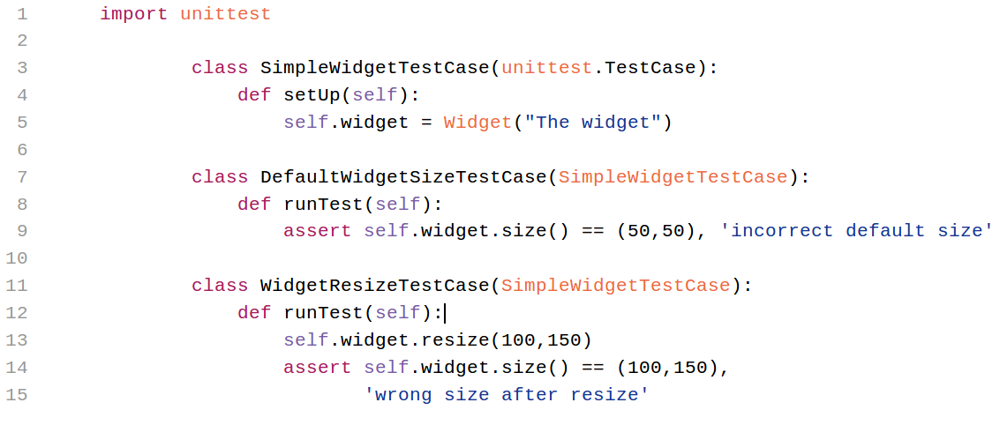 1 import unittest
2
3 class SimpleWidgetTestCase(unittest.TestCase):
4 def setUp(self):
5 self.widget = Widget("The widget")
6
7 class DefaultWidgetSizeTestCase(SimpleWidgetTestCase):
8 def runTest(self):
9 assert self.widget.size() == (50,50), 'incorrect default size'
10
11 class WidgetResizeTestCase(SimpleWidgetTestCase):
12 def runTest(self):
13 self.widget.resize(100,150)
14 assert self.widget.size() == (100,150),
15 'wrong size after resize'